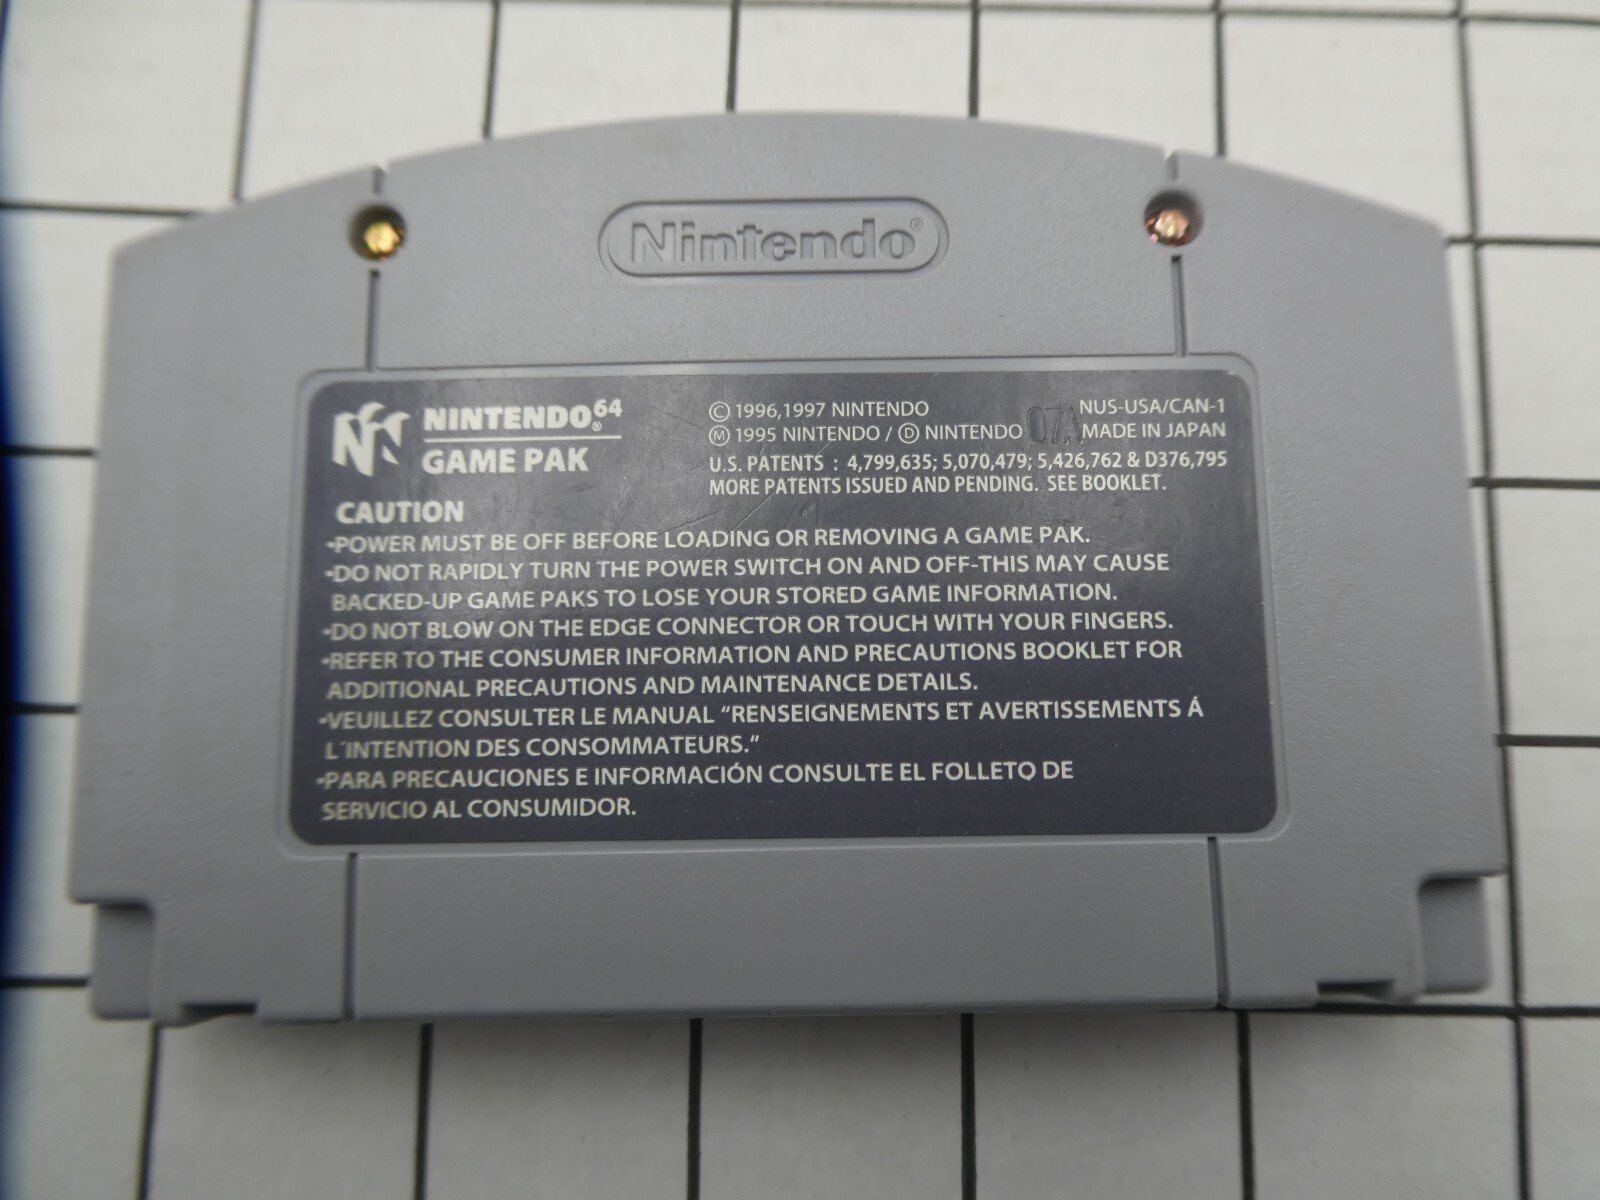 Nintendo®
NINTENDO⁶⁴®
GAME PAK
Ⓒ 1996,1997 NINTENDO
Ⓜ 1995 NINTENDO / Ⓓ NINTENDO
NUS-USA/CAN-1
MADE IN JAPAN
U.S. PATENTS : 4,799,635; 5,070,479; 5,426,762 & D376,795
MORE PATENTS ISSUED AND PENDING. SEE BOOKLET.
CAUTION
•POWER MUST BE OFF BEFORE LOADING OR REMOVING A GAME PAK.
•DO NOT RAPIDLY TURN THE POWER SWITCH ON AND OFF-THIS MAY CAUSE
BACKED-UP GAME PAKS TO LOSE YOUR STORED GAME INFORMATION.
•DO NOT BLOW ON THE EDGE CONNECTOR OR TOUCH WITH YOUR FINGERS.
•REFER TO THE CONSUMER INFORMATION AND PRECAUTIONS BOOKLET FOR
ADDITIONAL PRECAUTIONS AND MAINTENANCE DETAILS.
•VEUILLEZ CONSULTER LE MANUAL "RENSEIGNEMENTS ET AVERTISSEMENTS Á
L´INTENTION DES CONSOMMATEURS."
•PARA PRECAUCIONES E INFORMACIÓN CONSULTE EL FOLLETO DE
SERVICIO AL CONSUMIDOR.